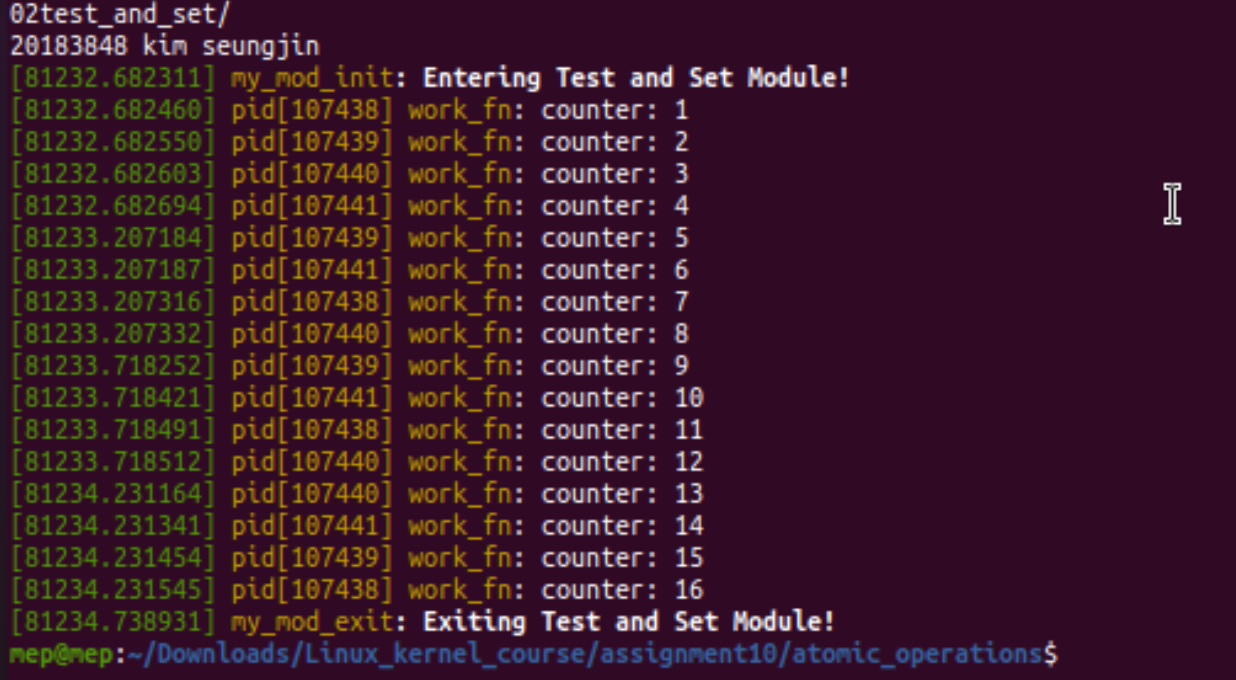 02test_and_set/
20183848 kim seungjin
[81232.682311] my_mod_init: Entering Test and Set Module!
[81232.682460] pid[107438] work_fn: counter: 1
[81232.682550] pid[107439] work_fn: counter: 2
[81232.682603] pid[107440] work_fn: counter: 3
[81232.682694] pid[107441] work_fn: counter: 4
[81233.207184] pid[107439] work_fn: counter: 5
[81233.207187] pid[107441] work_fn: counter: 6
[81233.207316] pid[107438] work_fn: counter: 7
[81233.207332] pid[107440] work_fn: counter: 8
[81233.718252] pid[107439] work_fn: counter: 9
[81233.718421] pid[107441] work_fn: counter: 10
[81233.718491] pid[107438] work_fn: counter: 11
[81233.718512] pid[107440] work_fn: counter: 12
[81234.231164] pid[107440] work_fn: counter: 13
[81234.231341] pid[107441] work_fn: counter: 14
[81234.231454] pid[107439] work_fn: counter: 15
[81234.231545] pid[107438] work_fn: counter: 16
[81234.738931] my_mod_exit: Exiting Test and Set Module!
mep@mep:~/Downloads/Linux_kernel_course/assignment10/atomic_operations$